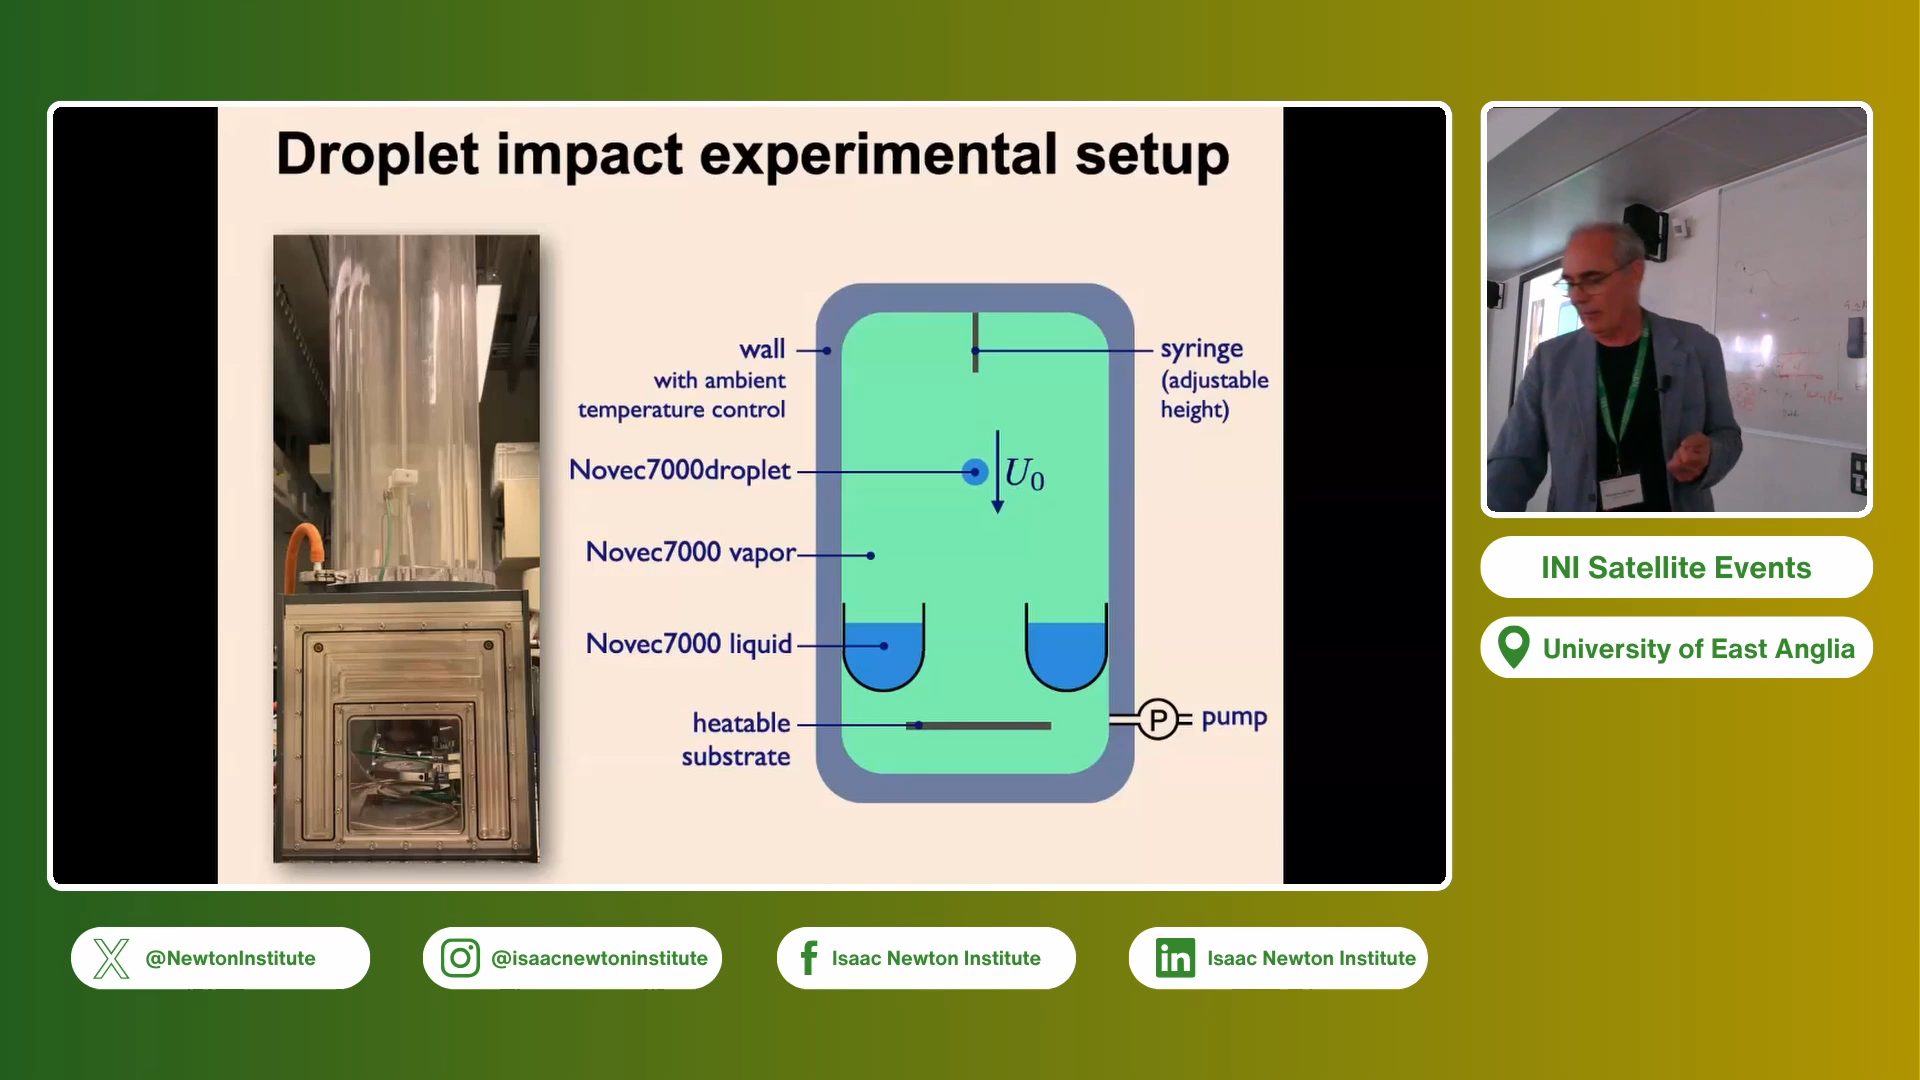 Droplet impact experimental setup
wall
with ambient
temperature control
syringe
(adjustable
height)
Novec7000droplet
U0
Novec7000 vapor
Novec7000 liquid
heatable
substrate
P
pump
INI Satellite Events
University of East Anglia
@NewtonInstitute
@isaacnewtoninstitute
Isaac Newton Institute
Isaac Newton Institute